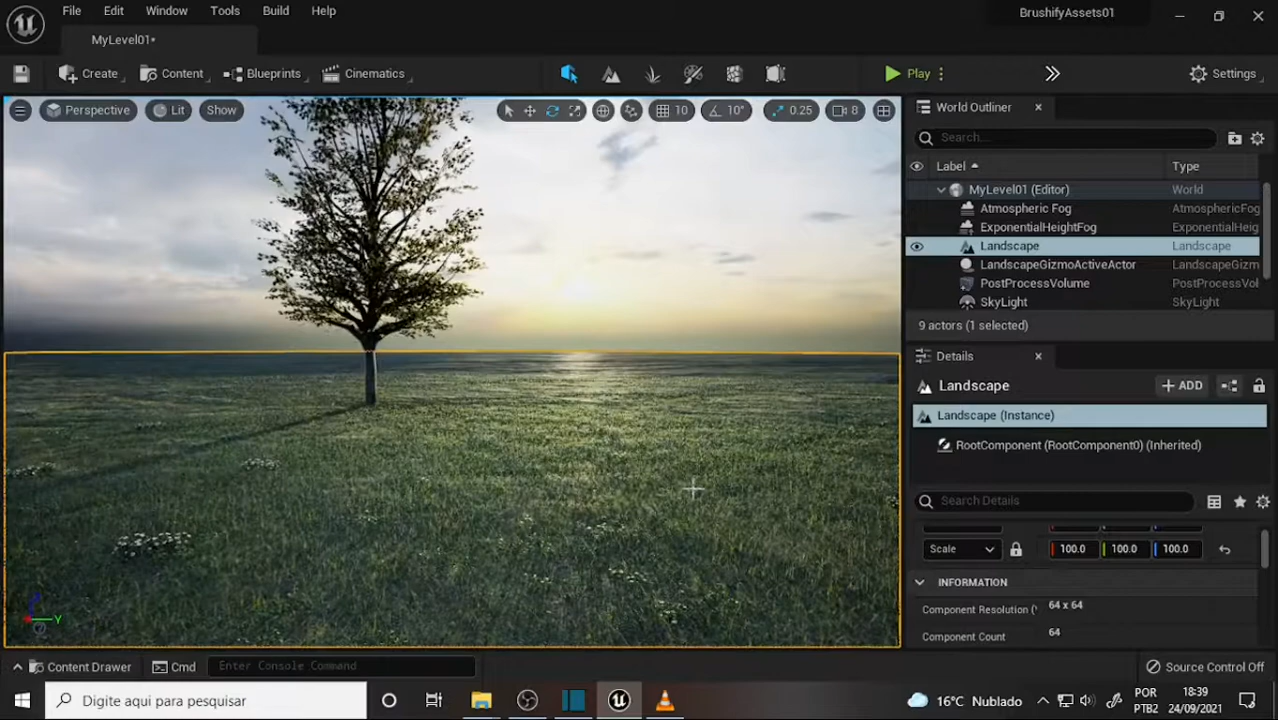 File Edit Window Tools Build Help
BrushifyAssets01
MyLevel01*
Create Content Blueprints Cinematics Play Settings
Perspective Lit Show 10 10° 0.25 8
World Outliner
Search...
Label Type
MyLevel01 (Editor) World
Atmospheric Fog AtmosphericFog
ExponentialHeightFog ExponentialHeig
Landscape Landscape
LandscapeGizmoActiveActor LandscapeGizm
PostProcessVolume PostProcessVol
SkyLight SkyLight
9 actors (1 selected)
Details
Landscape + ADD
Landscape (Instance)
RootComponent (RootComponent0) (Inherited)
Search Details
Scale 100.0 100.0 100.0
INFORMATION
Component Resolution (V 64 x 64
Component Count 64
Y
Content Drawer Cmd Enter Console Command Source Control Off
Digite aqui para pesquisar 16°C Nublado POR 18:39
PTB2 24/09/2021